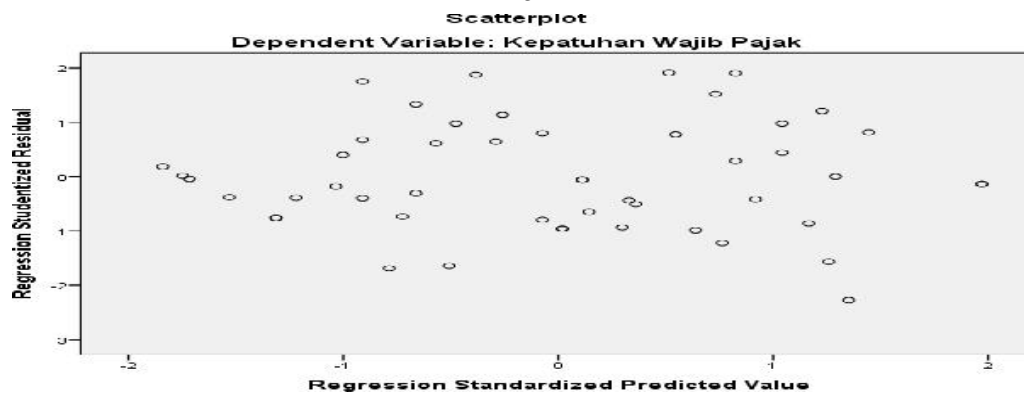 Scatterplot
Dependent Variable: Kepatuhan Wajib Pajak
Regression Studentized Residual
2
1
0
1
-2
3
-2
-1
0
1
2
Regression Standardized Predicted Value